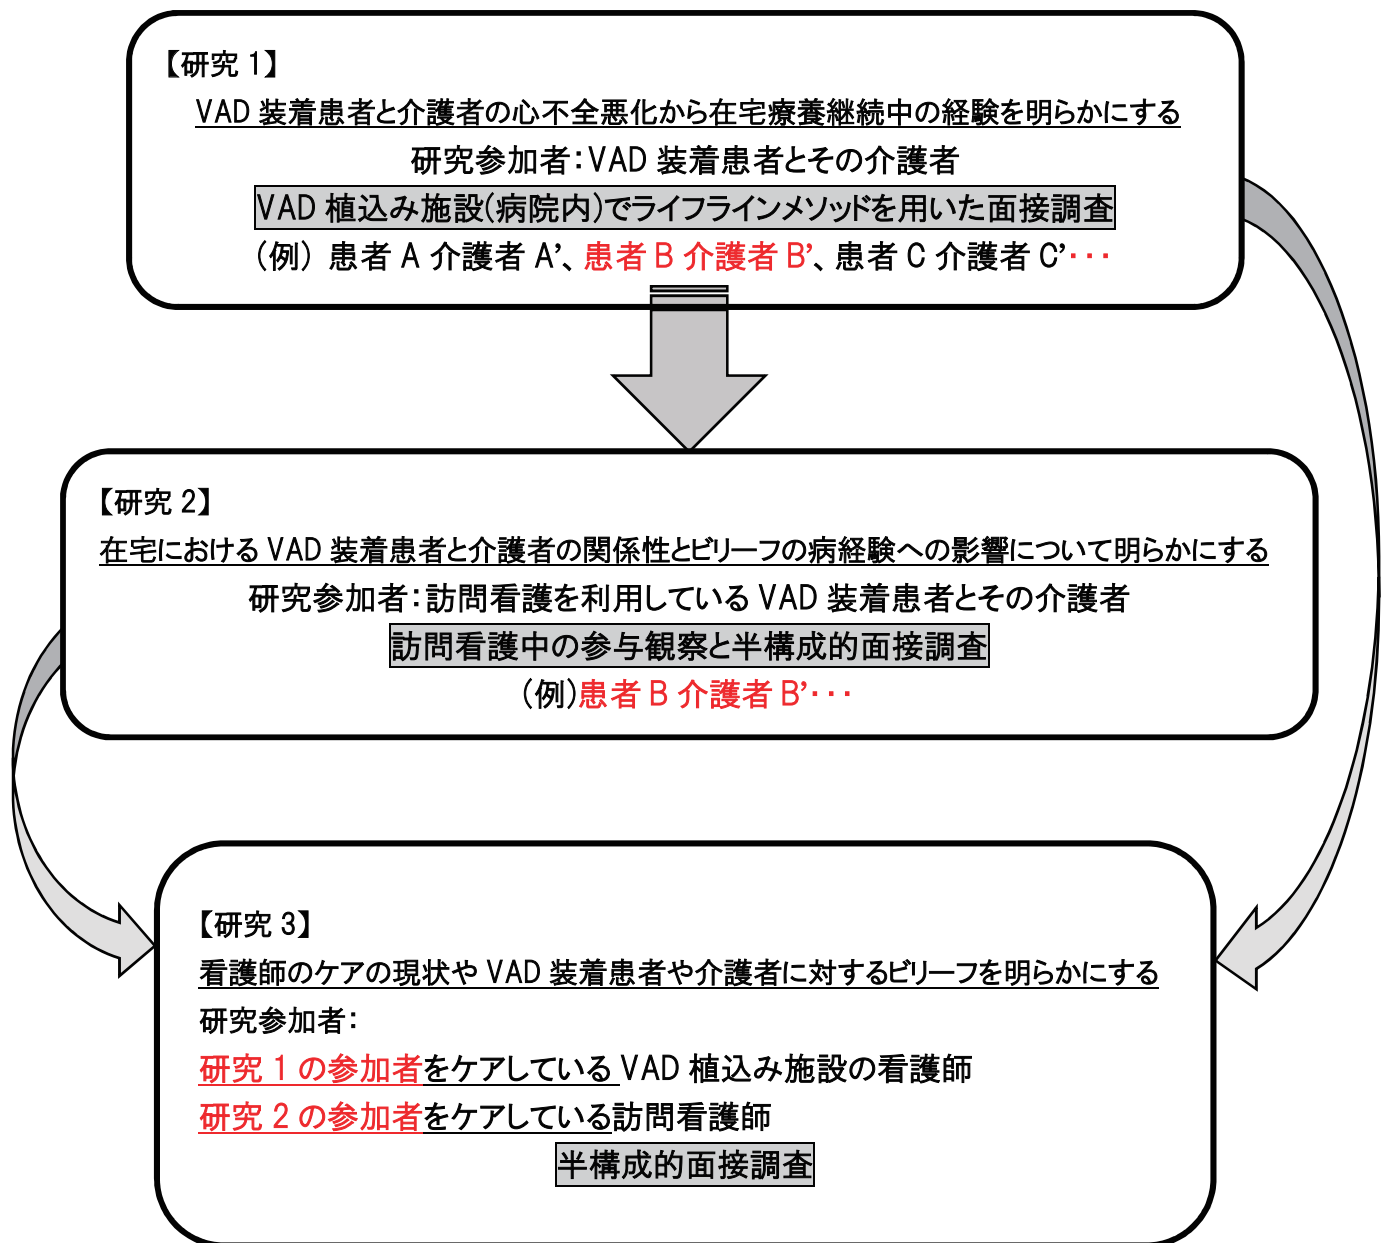 【研究 1】
VAD 装着患者と介護者の心不全悪化から在宅療養継続中の経験を明らかにする
研究参加者：VAD 装着患者とその介護者
VAD 植込み施設(病院内)でライフラインメソッドを用いた面接調査
（例） 患者 A 介護者 A’、患者 B 介護者 B’、患者 C 介護者 C’・・・
【研究 2】
在宅における VAD 装着患者と介護者の関係性とビリーフの病経験への影響について明らかにする
研究参加者：訪問看護を利用している VAD 装着患者とその介護者
訪問看護中の参与観察と半構成的面接調査
（例）患者 B 介護者 B’・・・
【研究 3】
看護師のケアの現状や VAD 装着患者や介護者に対するビリーフを明らかにする
研究参加者：
研究 1 の参加者をケアしている VAD 植込み施設の看護師
研究 2 の参加者をケアしている訪問看護師
半構成的面接調査